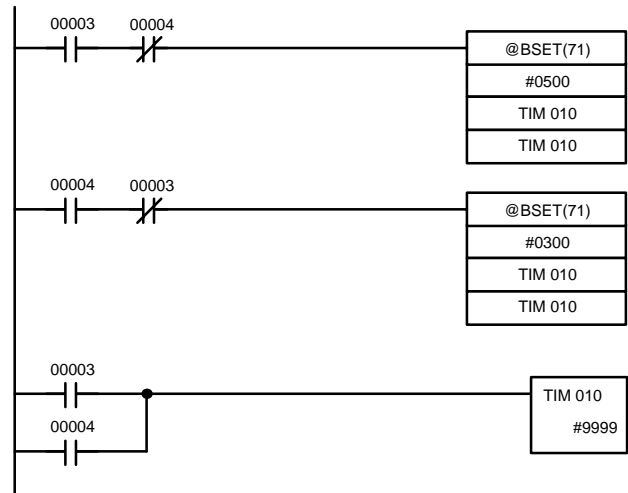 00003 00004
@BSET(71)
#0500
TIM 010
TIM 010
00004 00003
@BSET(71)
#0300
TIM 010
TIM 010
00003
TIM 010
#9999
00004